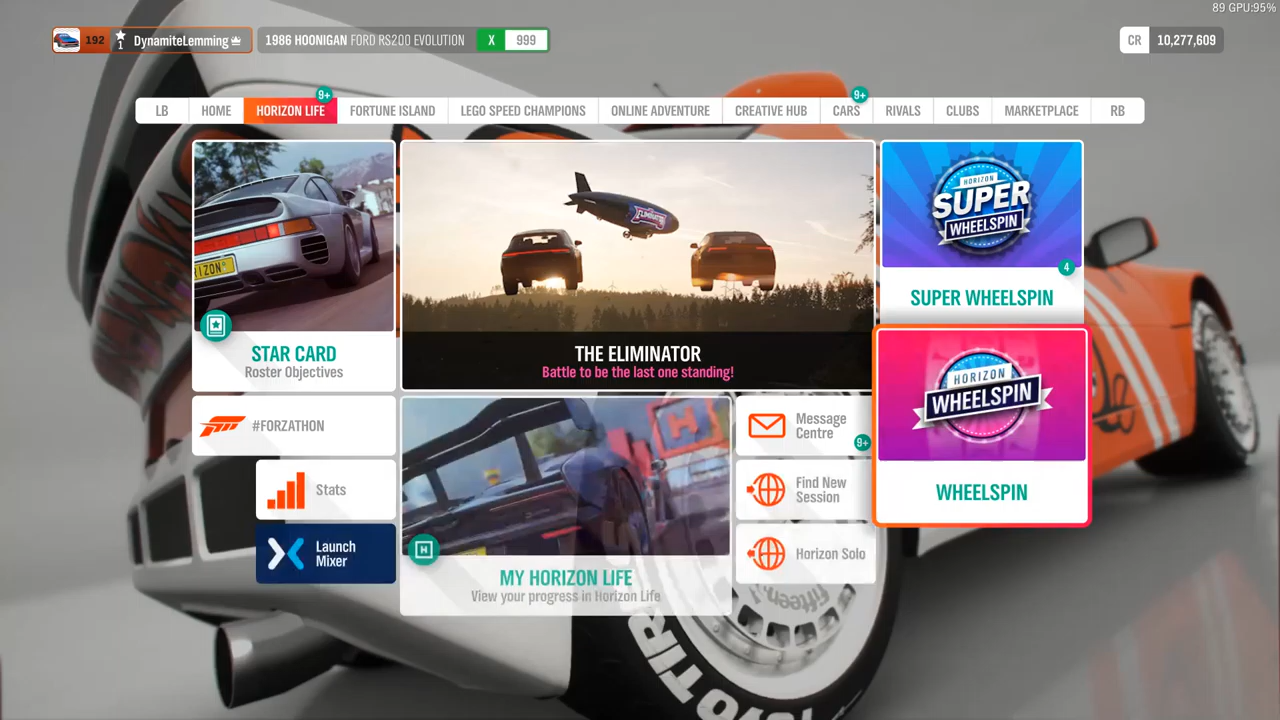 89 GPU:95%
192 1 DynamiteLemming
1986 HOONIGAN FORD RS200 EVOLUTION X 999
CR 10,277,609
9+ 9+
LB HOME HORIZON LIFE FORTUNE ISLAND LEGO SPEED CHAMPIONS ONLINE ADVENTURE CREATIVE HUB CARS RIVALS CLUBS MARKETPLACE RB
STAR CARD
Roster Objectives
ELIMINATOR
THE ELIMINATOR
Battle to be the last one standing!
HORIZON
SUPER
WHEELSPIN
4
SUPER WHEELSPIN
HORIZON
WHEELSPIN
WHEELSPIN
#FORZATHON
Stats
Launch
Mixer
H
MY HORIZON LIFE
View your progress in Horizon Life
Message
Centre
9+
Find New
Session
Horizon Solo
fifteen
TOYO TIR